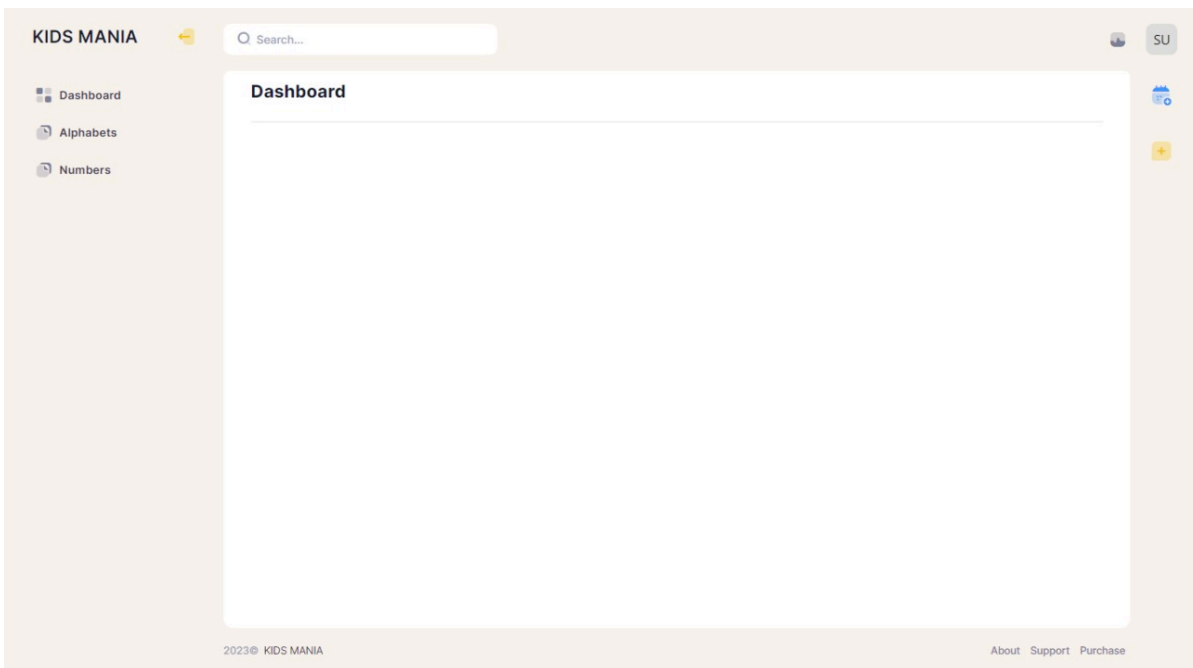 KIDS MANIA
Search...
SU
Dashboard
Alphabets
Numbers
Dashboard
2023© KIDS MANIA
About Support Purchase